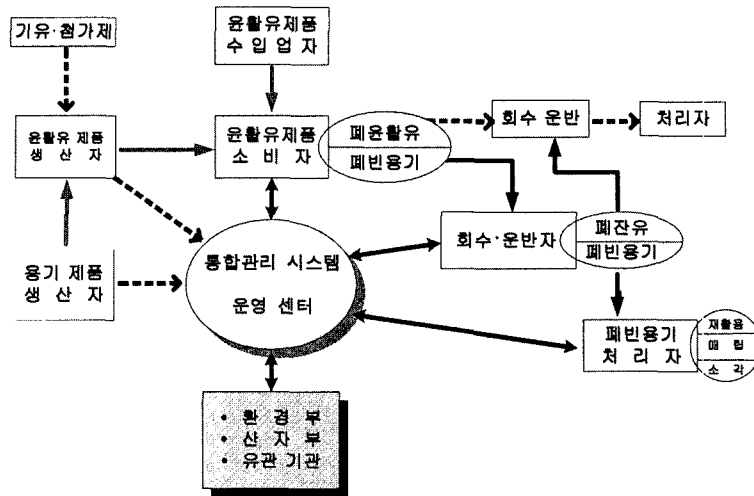 기유·첨가제
윤활유제품
수 입 업 자
윤활유 제품
생 산 자
윤활유제품
소 비 자
폐윤활유
폐빈용기
회수 운반
처리자
용기 제품
생 산 자
통합관리 시스템
운영 센터
회수·운반자
폐잔유
폐빈용기
폐빈용기
처 리 자
재활용
매 립
소 각
• 환 경 부
• 산 자 부
• 유관 기관